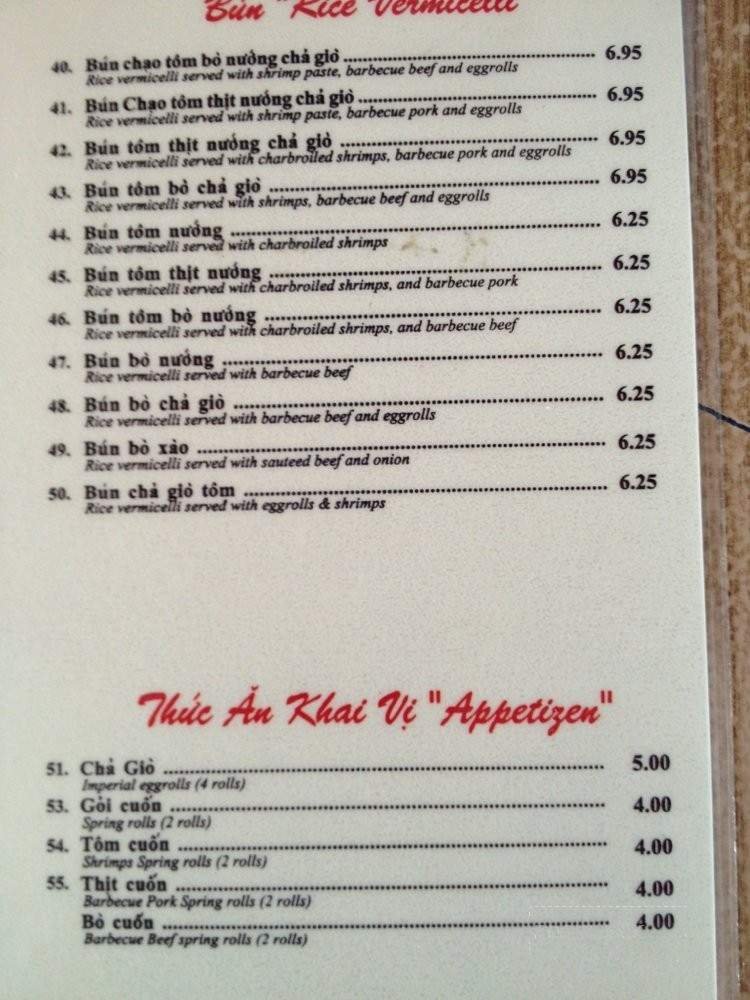 Bún "Rice Vermicelli
40. Bún chạo tôm bò nướng chả giò 6.95
Rice vermicelli served with shrimp paste, barbecue beef and eggrolls
41. Bún Chạo tôm thịt nướng chả giò 6.95
Rice vermicelli served with shrimp paste, barbecue pork and eggrolls
42. Bún tôm thịt nướng chả giò 6.95
Rice vermicelli served with charbroiled shrimps, barbecue pork and eggrolls
43. Bún tôm bò chả giò 6.95
Rice vermicelli served with shrimps, barbecue beef and eggrolls
44. Bún tôm nướng 6.25
Rice vermicelli served with charbroiled shrimps
45. Bún tôm thịt nướng 6.25
Rice vermicelli served with charbroiled shrimps, and barbecue pork
46. Bún tôm bò nướng 6.25
Rice vermicelli served with charbroiled shrimps, and barbecue beef
47. Bún bò nướng 6.25
Rice vermicelli served with barbecue beef
48. Bún bò chả giò 6.25
Rice vermicelli served with barbecue beef and eggrolls
49. Bún bò xào 6.25
Rice vermicelli served with sauteed beef and onion
50. Bún chả giò tôm 6.25
Rice vermicelli served with eggrolls & shrimps
Thức Ăn Khai Vị "Appetizen"
51. Chả Giò 5.00
Imperial eggrolls (4 rolls)
53. Gỏi cuốn 4.00
Spring rolls (2 rolls)
54. Tôm cuốn 4.00
Shrimps Spring rolls (2 rolls)
55. Thịt cuốn 4.00
Barbecue Pork Spring rolls (2 rolls)
Bò cuốn 4.00
Barbecue Beef spring rolls (2 rolls)